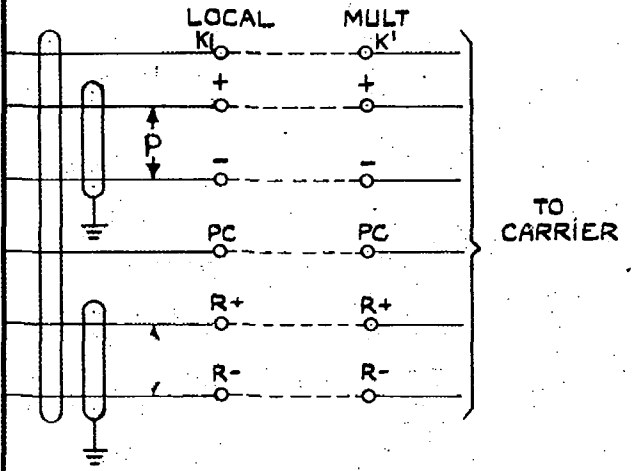 LOCAL MULT
K1 K'
+ +
P
- -
TO
CARRIER
PC PC
R+ R+
R- R-